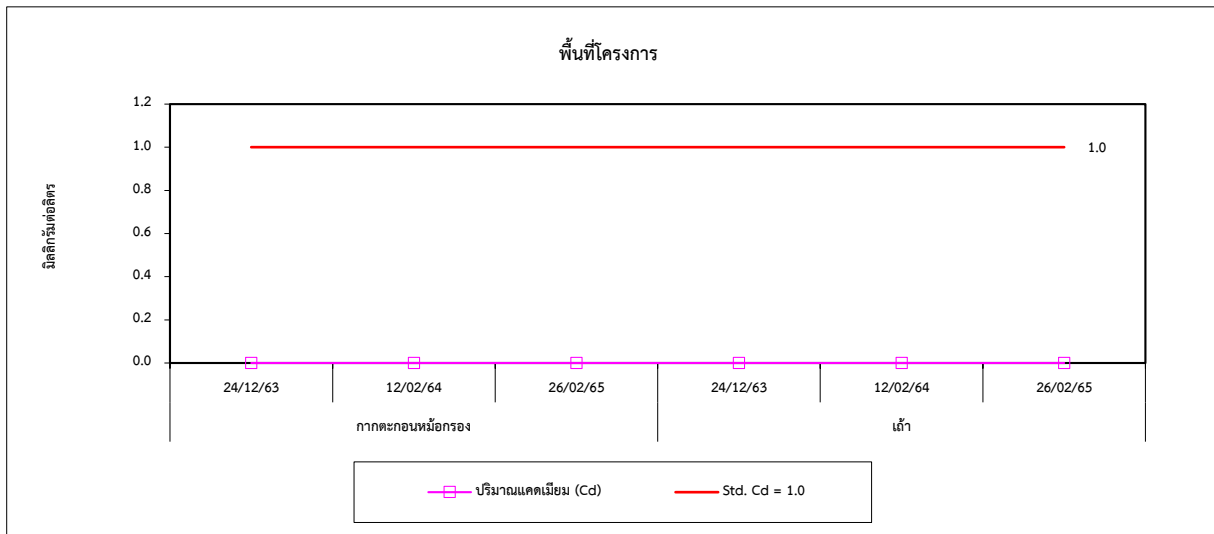 พื้นที่โครงการ
มิลลิกรัมต่อลิตร
1.2
1.0
0.8
0.6
0.4
0.2
0.0
1.0
24/12/63 12/02/64 26/02/65 24/12/63 12/02/64 26/02/65
กากตะกอนหม้อกรอง เถ้า
ปริมาณแคดเมียม (Cd) Std. Cd = 1.0